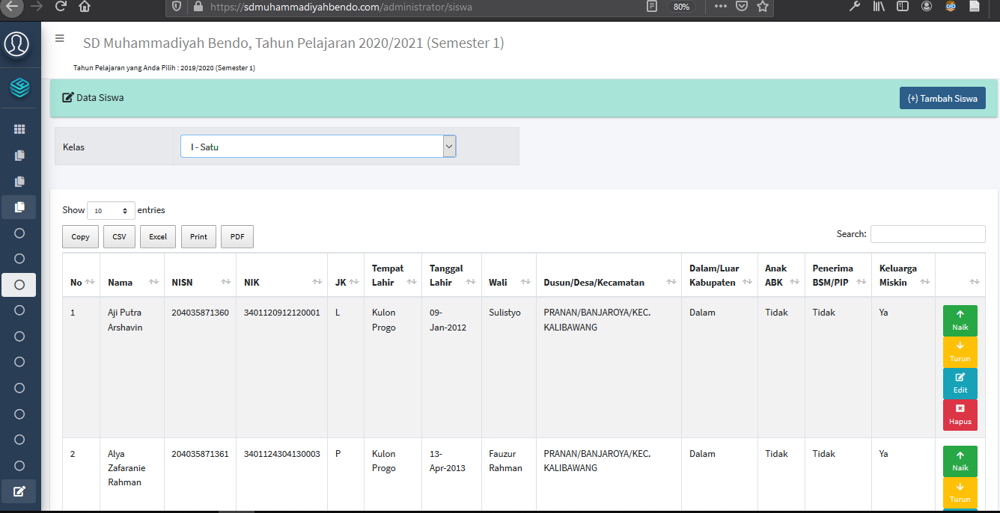 https://sdmuhammadiyahbendo.com/administrator/siswa 80%
SD Muhammadiyah Bendo, Tahun Pelajaran 2020/2021 (Semester 1)
Tahun Pelajaran yang Anda Pilih : 2019/2020 (Semester 1)
Data Siswa (+) Tambah Siswa
Kelas I - Satu
Show 10 entries
Copy CSV Excel Print PDF Search:
Tempat Tanggal Dalam/Luar Anak Penerima Keluarga
No Nama NISN NIK JK Lahir Lahir Wali Dusun/Desa/Kecamatan Kabupaten ABK BSM/PIP Miskin
1 Aji Putra 204035871360 3401120912120001 L Kulon 09- Sulistyo PRANAN/BANJAROYA/KEC. Dalam Tidak Tidak Ya
Arshavin Progo Jan-2012 KALIBAWANG
Naik
Turun
Edit
Hapus
2 Alya 204035871361 3401124304130003 P Kulon 13- Fauzur PRANAN/BANJAROYA/KEC. Dalam Tidak Tidak Ya
Zafaranie Progo Apr-2013 Rahman KALIBAWANG Naik
Rahman
Turun